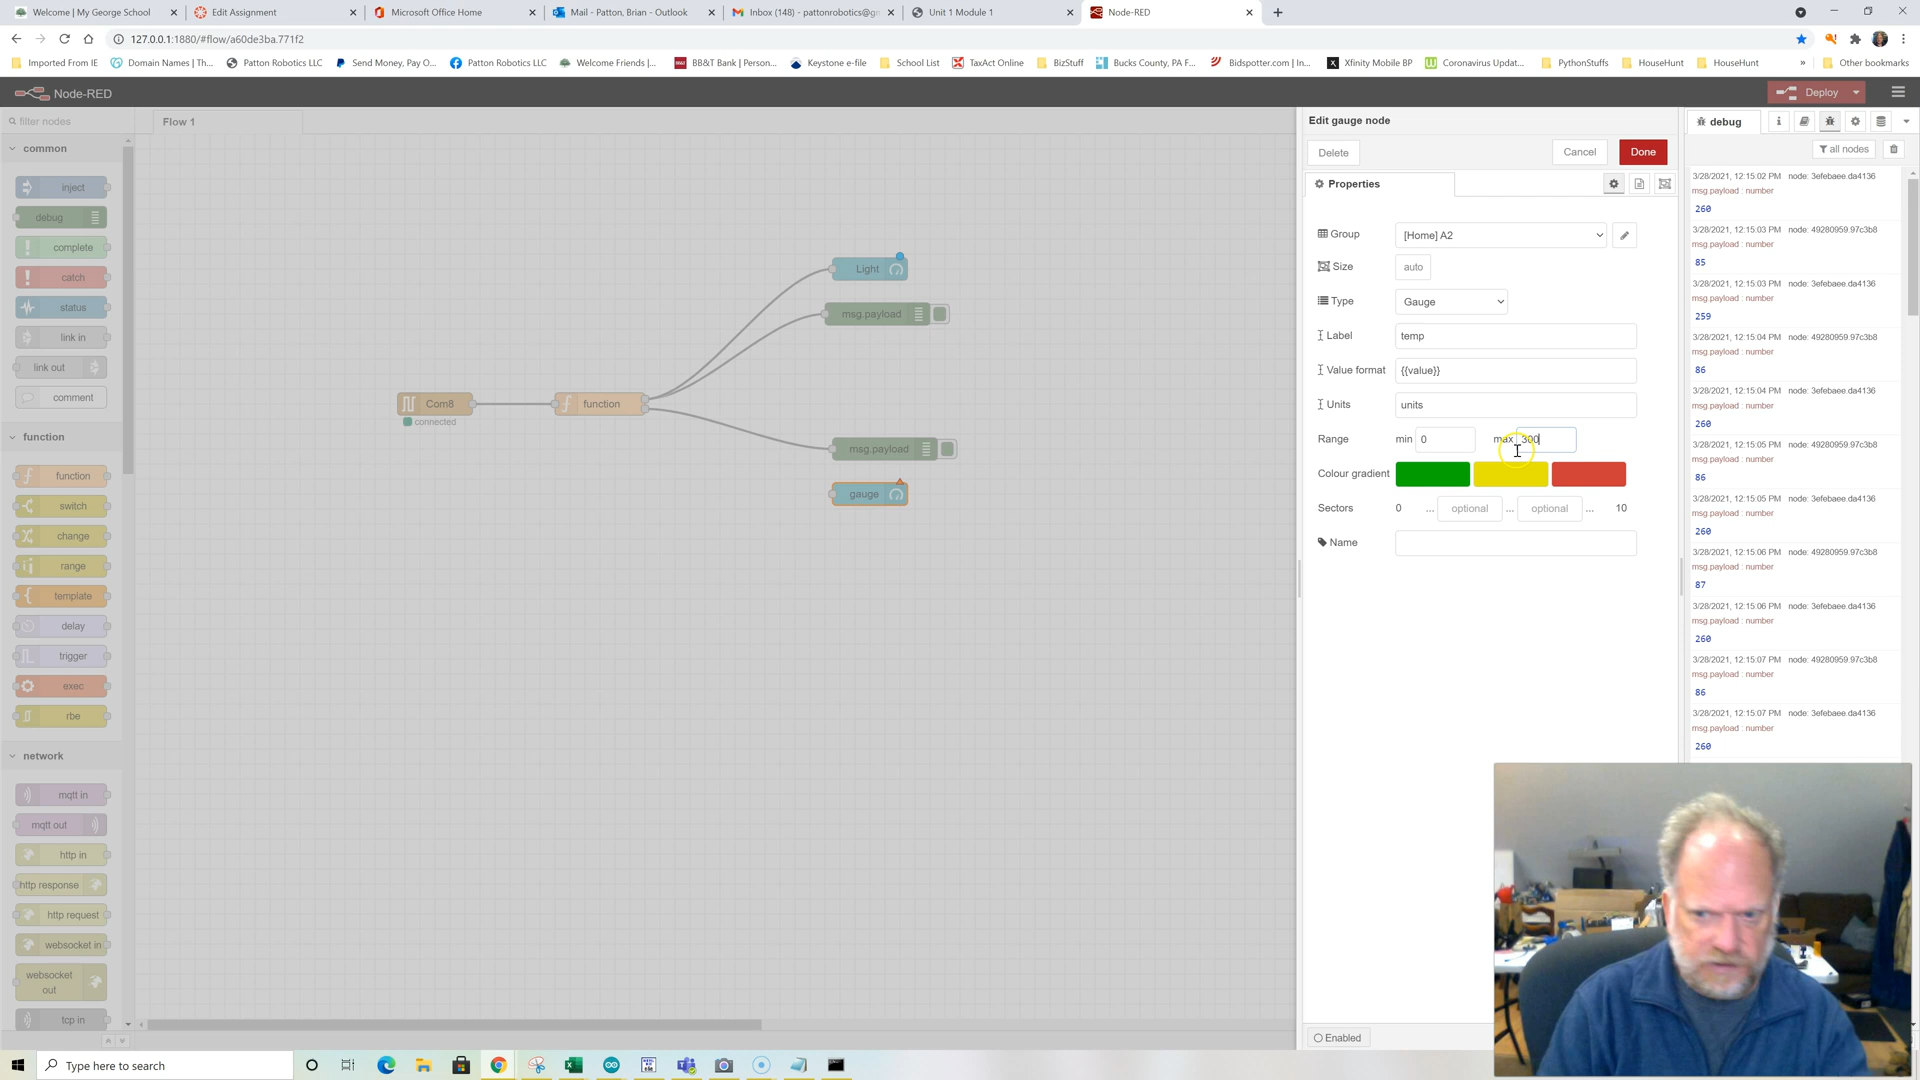 Welcome | My George School
Edit Assignment
Microsoft Office Home
Mail - Patton, Brian - Outlook
Inbox (148) - pattonrobotics@gm
Unit 1 Module 1
Node-RED
127.0.0.1:1880/#flow/a60de3ba.771f2
Imported From IE
Domain Names | Th...
Patton Robotics LLC
Send Money, Pay O...
Patton Robotics LLC
Welcome Friends |...
BB&T Bank | Person...
Keystone e-file
School List
TaxAct Online
BizStuff
Bucks County, PA F...
Bidspotter.com | In...
Xfinity Mobile BP
Coronavirus Updat...
PythonStuffs
HouseHunt
HouseHunt
»
Other bookmarks
Node-RED
Deploy
filter nodes
Flow 1
common
inject
debug
complete
catch
status
link in
link out
comment
function
function
switch
change
range
template
delay
trigger
exec
rbe
network
mqtt in
mqtt out
http in
http response
http request
websocket in
websocket
out
tcp in
Light
msg.payload
Com8
connected
function
msg.payload
gauge
Edit gauge node
Delete
Cancel
Done
Properties
Group
[Home] A2
Size
auto
Type
Gauge
Label
temp
Value format
{{value}}
Units
units
Range
min
0
max
300
Colour gradient
Sectors
0
...
optional
...
optional
...
10
Name
Enabled
debug
all nodes
3/28/2021, 12:15:02 PM node: 3efebaee.da4136
msg.payload : number
260
3/28/2021, 12:15:03 PM node: 49280959.97c3b8
msg.payload : number
85
3/28/2021, 12:15:03 PM node: 3efebaee.da4136
msg.payload : number
259
3/28/2021, 12:15:04 PM node: 49280959.97c3b8
msg.payload : number
86
3/28/2021, 12:15:04 PM node: 3efebaee.da4136
msg.payload : number
260
3/28/2021, 12:15:05 PM node: 49280959.97c3b8
msg.payload : number
86
3/28/2021, 12:15:05 PM node: 3efebaee.da4136
msg.payload : number
260
3/28/2021, 12:15:06 PM node: 49280959.97c3b8
msg.payload : number
87
3/28/2021, 12:15:06 PM node: 3efebaee.da4136
msg.payload : number
260
3/28/2021, 12:15:07 PM node: 49280959.97c3b8
msg.payload : number
86
3/28/2021, 12:15:07 PM node: 3efebaee.da4136
msg.payload : number
260
Type here to search